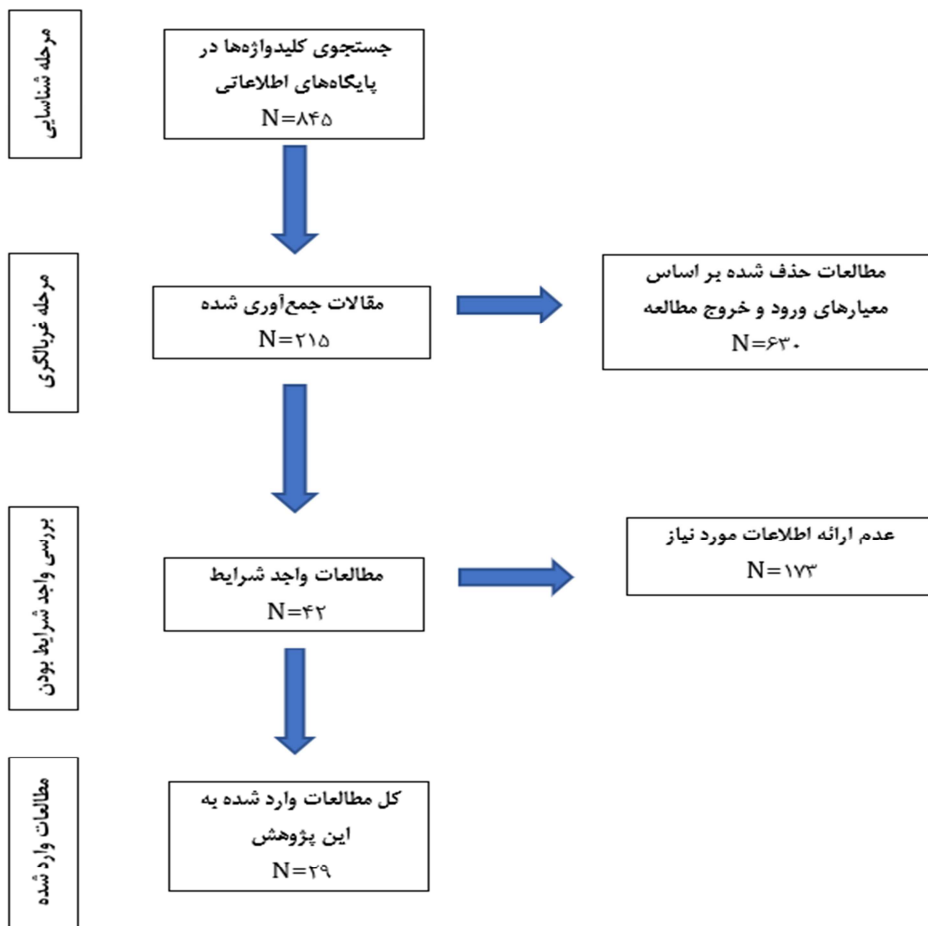 مرحله شناسایی
جستجوی کلیدواژه‌ها در
پایگاه‌های اطلاعاتی
N=۸۴۵
مرحله غربالگری
مقالات جمع‌آوری شده
N=۲۱۵
مطالعات حذف شده بر اساس
معیارهای ورود و خروج مطالعه
N=۶۳۰
بررسی واجد شرایط بودن
مطالعات واجد شرایط
N=۴۲
عدم ارائه اطلاعات مورد نیاز
N=۱۷۳
مطالعات وارد شده
کل مطالعات وارد شده به
این پژوهش
N=۲۹